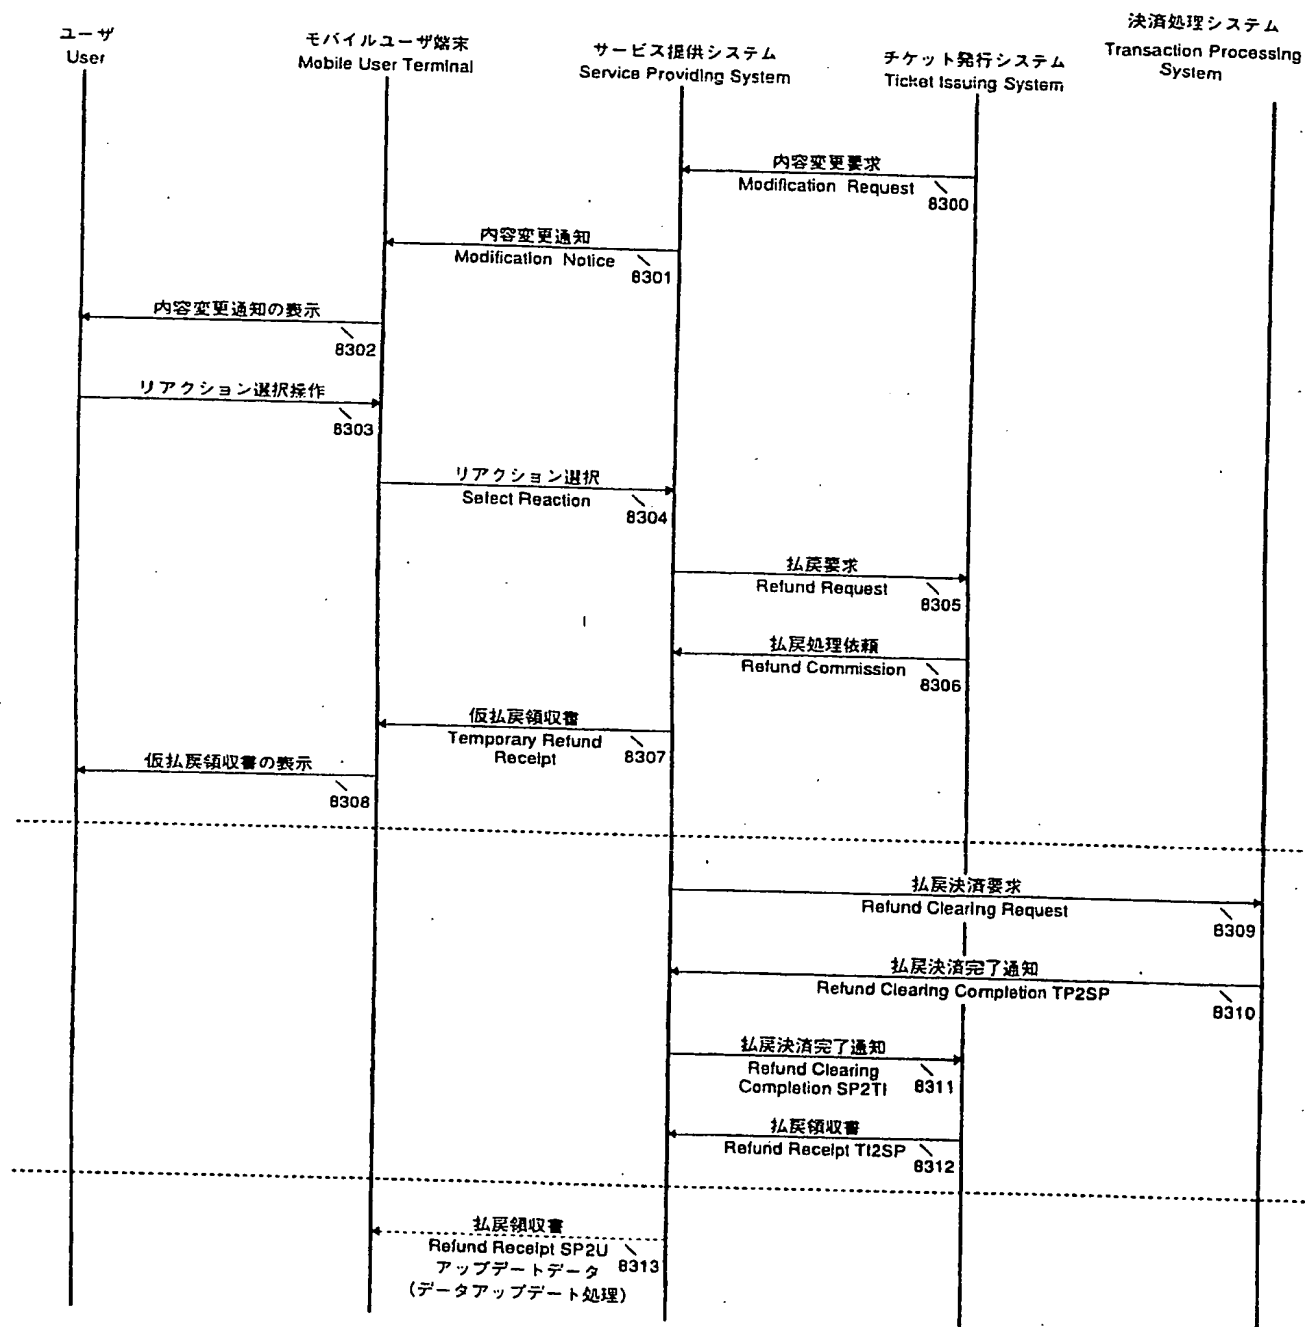 ユーザ
User
モバイルユーザ端末
Mobile User Terminal
サービス提供システム
Service Providing System
チケット発行システム
Ticket Issuing System
決済処理システム
Transaction Processing
System
内容変更要求
Modification Request
8300
内容変更通知
Modification Notice
8301
内容変更通知の表示
8302
リアクション選択操作
8303
リアクション選択
Select Reaction
8304
払戻要求
Refund Request
8305
払戻処理依頼
Refund Commission
8306
仮払戻領収書
Temporary Refund
Receipt
8307
仮払戻領収書の表示
8308
払戻決済要求
Refund Clearing Request
8309
払戻決済完了通知
Refund Clearing Completion TP2SP
8310
払戻決済完了通知
Refund Clearing
Completion SP2TI
8311
払戻領収書
Refund Receipt TI2SP
8312
払戻領収書
Refund Receipt SP2U
8313
アップデートデータ
(データアップデート処理)